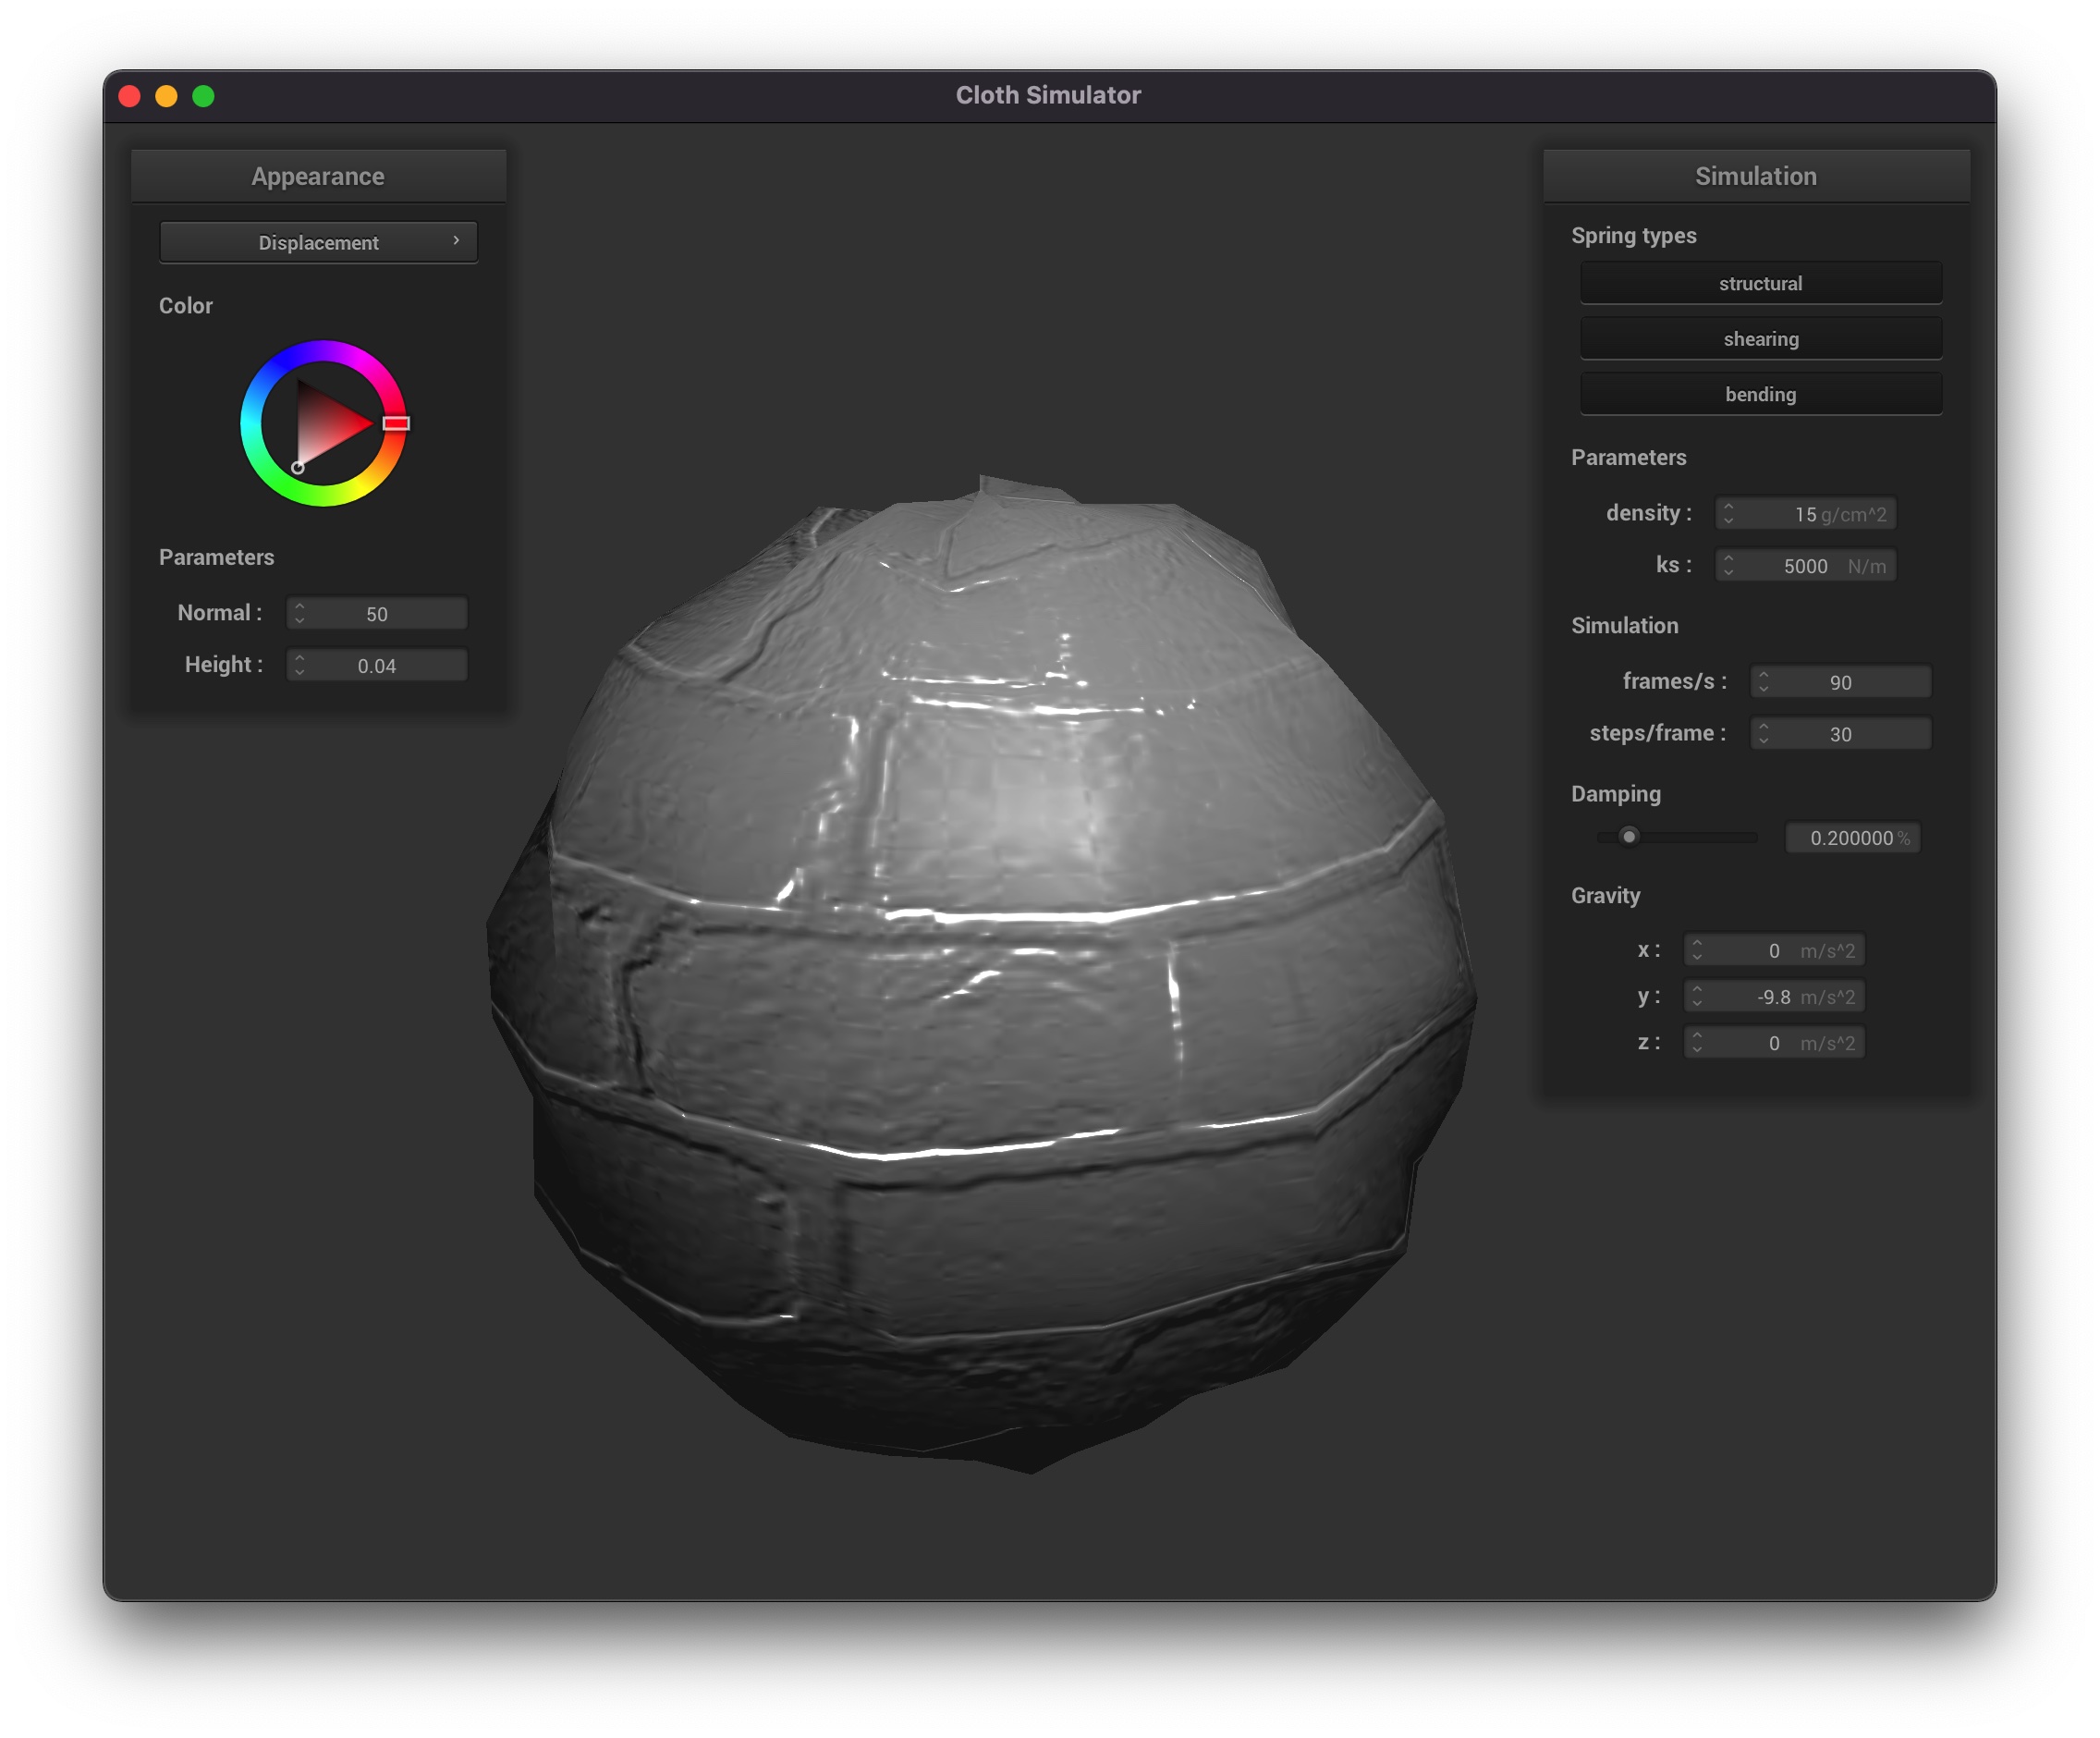 Cloth Simulator
Appearance
Displacement ›
Color
Parameters
Normal : 50
Height : 0.04
Simulation
Spring types
structural
shearing
bending
Parameters
density : 15 g/cm^2
ks : 5000 N/m
Simulation
frames/s : 90
steps/frame : 30
Damping
0.200000 %
Gravity
x : 0 m/s^2
y : -9.8 m/s^2
z : 0 m/s^2